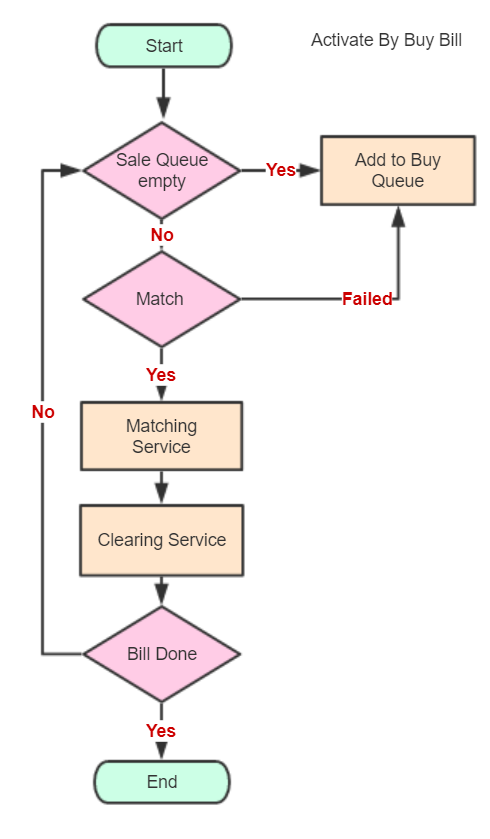 Start
Activate By Buy Bill
Sale Queue
empty
Yes
Add to Buy
Queue
No
Match
Failed
Yes
No
Matching
Service
Clearing Service
Bill Done
Yes
End